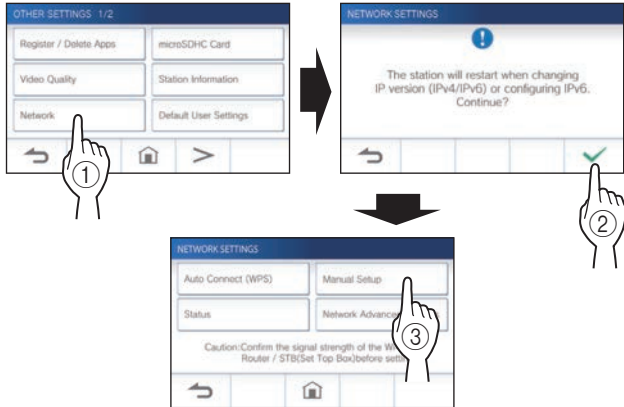 OTHER SETTINGS 1/2
Register / Delete Apps
microSDHC Card
Video Quality
Station Information
Network
Default User Settings
1
NETWORK SETTINGS
The station will restart when changing
IP version (IPv4/IPv6) or configuring IPv6.
Continue?
2
NETWORK SETTINGS
Auto Connect (WPS)
Manual Setup
Status
Network Advance
3
Caution:Confirm the signal strength of the
Router / STB(Set Top Box)before